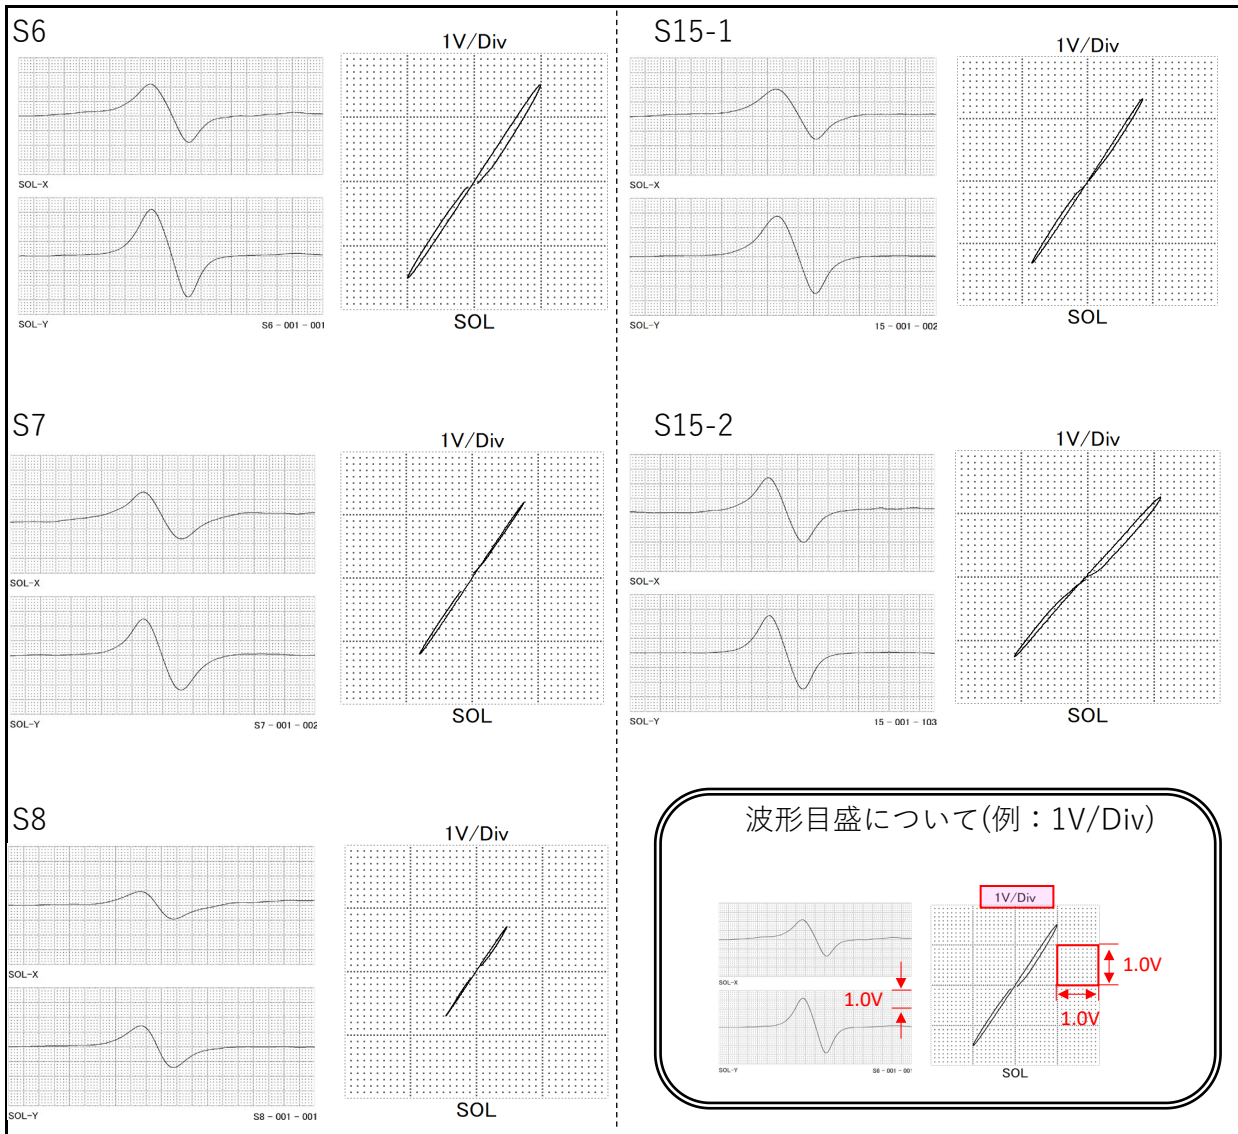 S6
1V/Div
SOL-X
SOL-Y
S6-001-001
SOL
S7
1V/Div
SOL-X
SOL-Y
S7-001-002
SOL
S8
1V/Div
SOL-X
SOL-Y
S8-001-001
SOL
S15-1
1V/Div
SOL-X
SOL-Y
15-001-002
SOL
S15-2
1V/Div
SOL-X
SOL-Y
15-001-103
SOL
波形目盛について(例：1V/Div)
1V/Div
SOL-X
1.0V
1.0V
1.0V
SOL-Y
S6-001-00
SOL